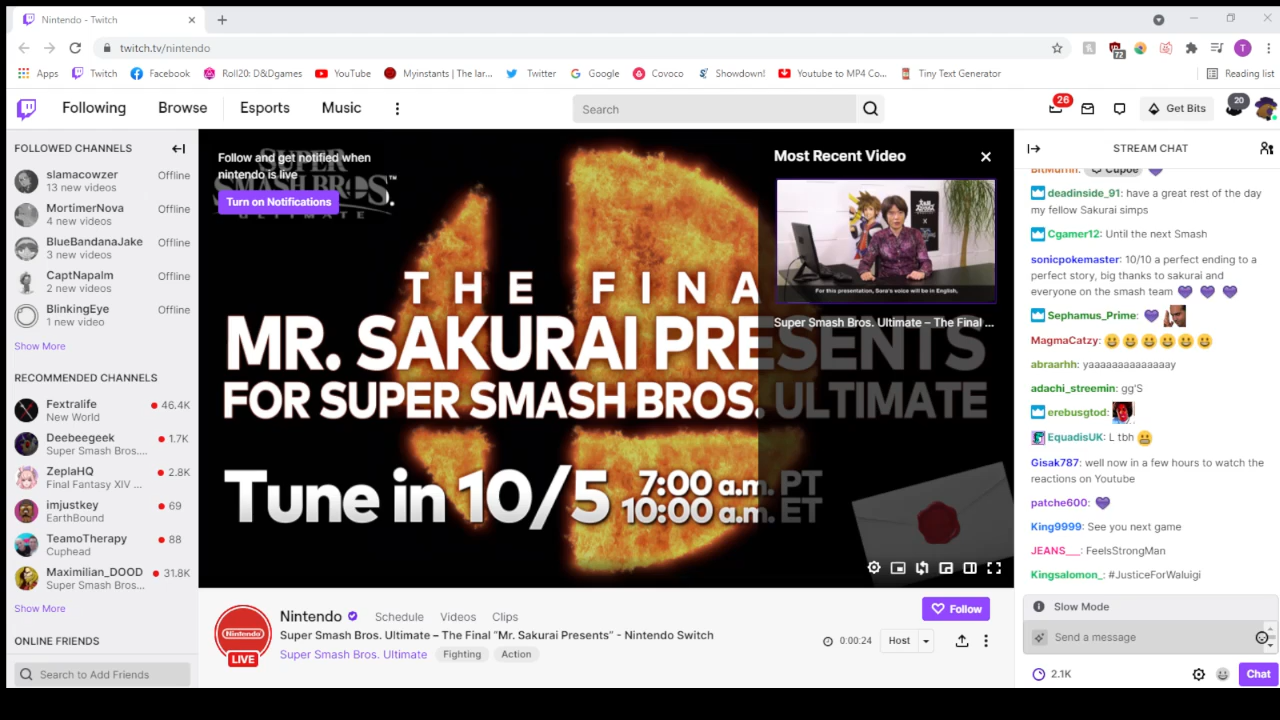 Nintendo - Twitch
twitch.tv/nintendo
72
T
Apps
Twitch
Facebook
Roll20: D&Dgames
YouTube
Myinstants | The lar...
Twitter
Google
Covoco
Showdown!
Youtube to MP4 Co...
Tiny Text Generator
Reading list
Following
Browse
Esports
Music
Search
26
Get Bits
20
FOLLOWED CHANNELS
slamacowzer
Offline
13 new videos
MortimerNova
Offline
4 new videos
BlueBandanaJake
Offline
3 new videos
CaptNapalm
Offline
2 new videos
BlinkingEye
Offline
1 new video
Show More
RECOMMENDED CHANNELS
Fextralife
46.4K
New World
Deebeegeek
1.7K
Super Smash Bros....
ZeplaHQ
2.8K
Final Fantasy XIV ...
imjustkey
69
EarthBound
TeamoTherapy
88
Cuphead
Maximilian_DOOD
31.8K
Super Smash Bros...
Show More
ONLINE FRIENDS
Search to Add Friends
Follow and get notified when
nintendo is live
Turn on Notifications
SUPER
SMASH BROS.™
ULTIMATE
THE FINA
MR. SAKURAI PRESENTS
FOR SUPER SMASH BROS. ULTIMATE
Tune in 10/5
7:00 a.m. PT
10:00 a.m. ET
Most Recent Video
For this presentation, Sora's voice will be in English,
Super Smash Bros. Ultimate – The Final ...
Nintendo
LIVE
Nintendo
Schedule
Videos
Clips
Follow
Super Smash Bros. Ultimate – The Final "Mr. Sakurai Presents" - Nintendo Switch
Super Smash Bros. Ultimate
Fighting
Action
0:00:24
Host
STREAM CHAT
BitMuffin: Cupoe
deadinside_91: have a great rest of the day
my fellow Sakurai simps
Cgamer12: Until the next Smash
sonicpokemaster: 10/10 a perfect ending to a
perfect story, big thanks to sakurai and
everyone on the smash team
Sephamus_Prime:
MagmaCatzy:
abraarhh: yaaaaaaaaaaaaaay
adachi_streemin: gg'S
erebusgtod:
EquadisUK: L tbh
Gisak787: well now in a few hours to watch the
reactions on Youtube
patche600:
King9999: See you next game
JEANS___: FeelsStrongMan
Kingsalomon_: #JusticeForWaluigi
Slow Mode
Send a message
2.1K
Chat